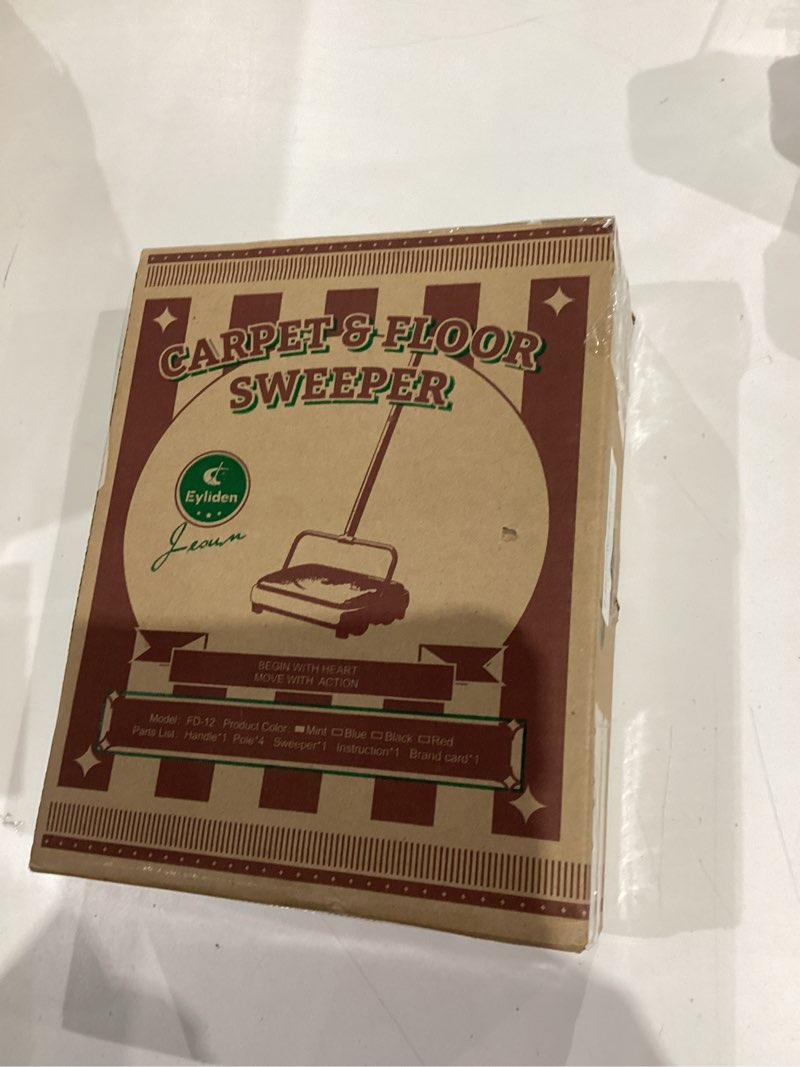 CARPET & FLOOR
SWEEPER
Eyliden
Jeoun
BEGIN WITH HEART
MOVE WITH ACTION
Model: FD-12 Product Color: Mint Blue Black Red
Parts List: Handle*1 Pole*4 Sweeper*1 Instruction*1 Brand card*1